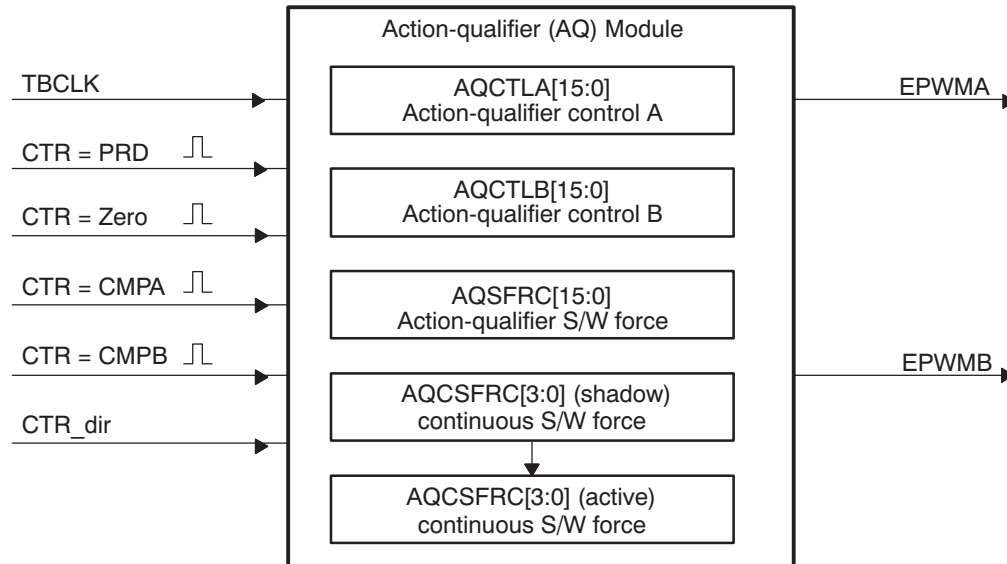 Action-qualifier (AQ) Module
TBCLK
CTR = PRD
CTR = Zero
CTR = CMPA
CTR = CMPB
CTR_dir
AQCTLA[15:0]
Action-qualifier control A
AQCTLB[15:0]
Action-qualifier control B
AQSFRC[15:0]
Action-qualifier S/W force
AQCSFRC[3:0] (shadow)
continuous S/W force
AQCSFRC[3:0] (active)
continuous S/W force
EPWMA
EPWMB